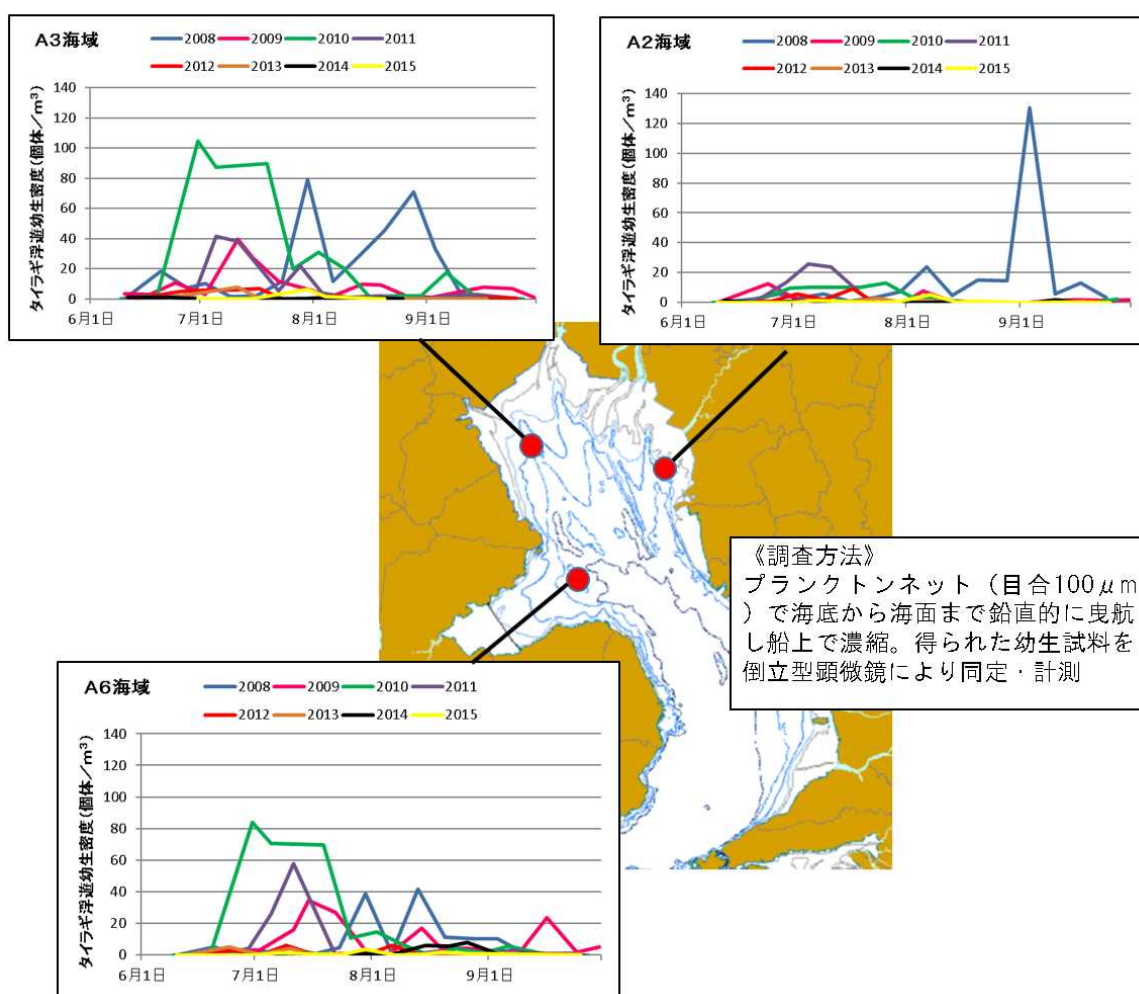 A3海域
2008 2009 2010 2011
2012 2013 2014 2015
タイラギ浮遊幼生密度(個体/m³)
140
120
100
80
60
40
20
0
6月1日 7月1日 8月1日 9月1日
A2海域
2008 2009 2010 2011
2012 2013 2014 2015
タイラギ浮遊幼生密度(個体/m³)
140
120
100
80
60
40
20
0
6月1日 7月1日 8月1日 9月1日
《調査方法》
プランクトンネット(目合100μm
)で海底から海面まで鉛直的に曳航
し船上で濃縮。得られた幼生試料を
倒立型顕微鏡により同定・計測
A6海域
2008 2009 2010 2011
2012 2013 2014 2015
タイラギ浮遊幼生密度(個体/m³)
140
120
100
80
60
40
20
0
6月1日 7月1日 8月1日 9月1日